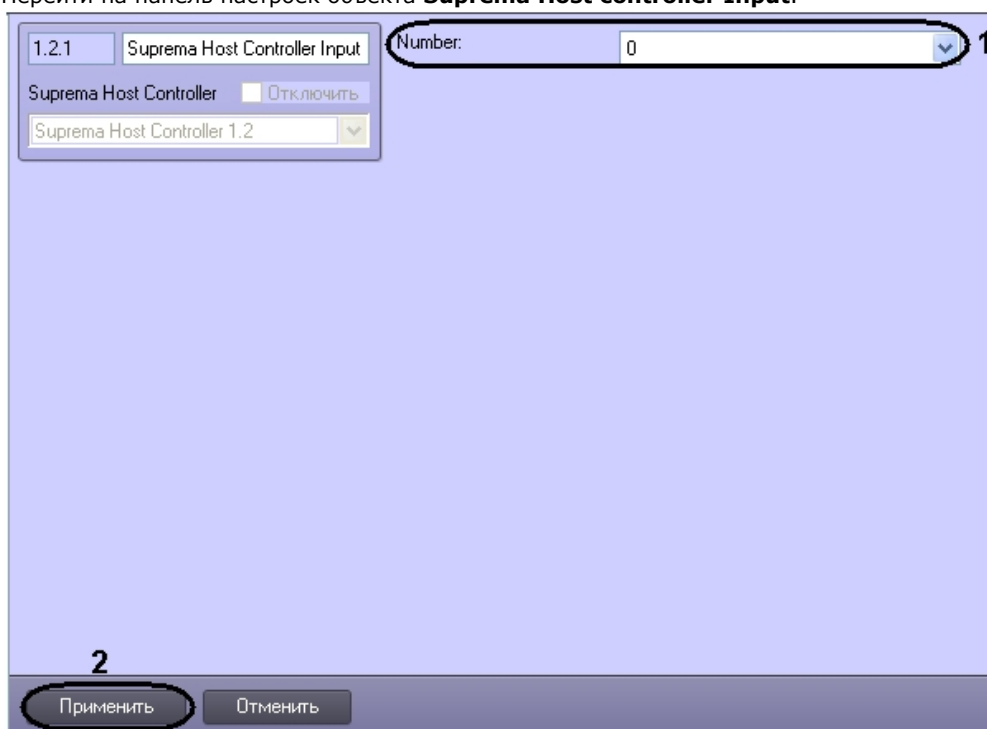 Перейти на панель настроек объекта Suprema Host Controller Input.
1.2.1 Suprema Host Controller Input
Number: 0 1
Suprema Host Controller Отключить
Suprema Host Controller 1.2
2
Применить Отменить